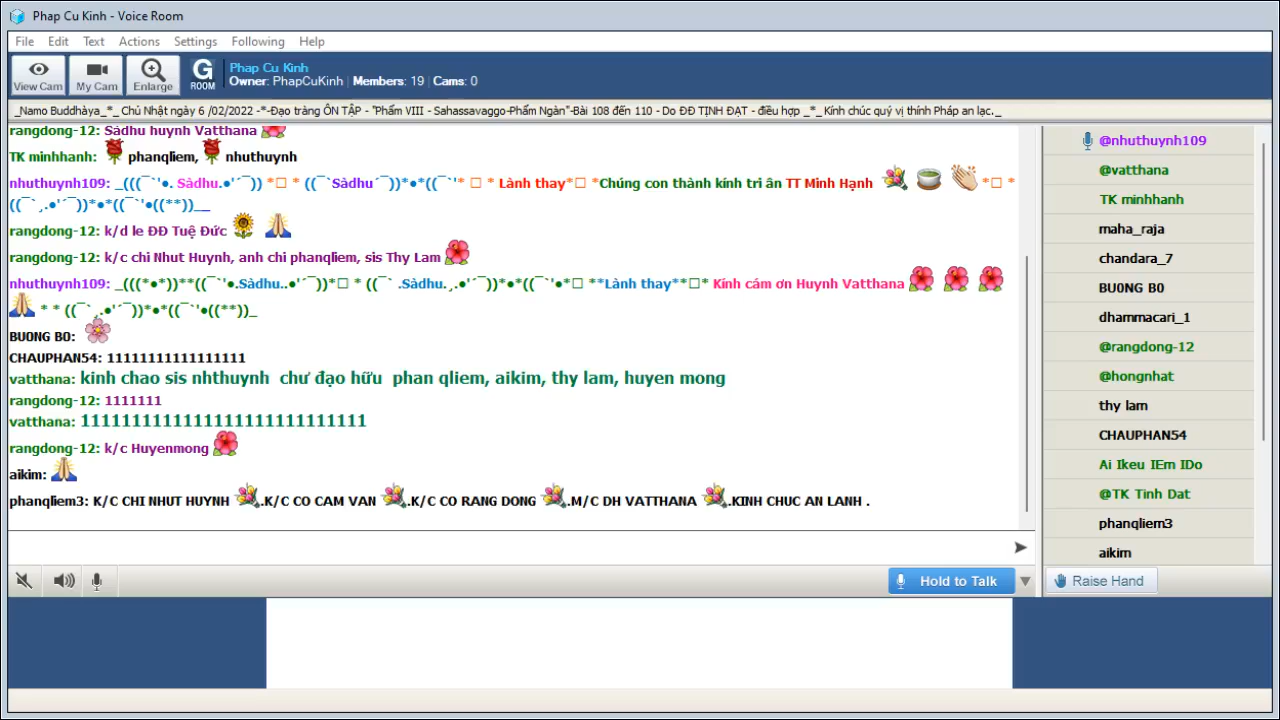 Phap Cu Kinh - Voice Room
File Edit Text Actions Settings Following Help
View Cam My Cam Enlarge G ROOM
Phap Cu Kinh
Owner: PhapCuKinh | Members: 19 | Cams: 0
_Namo Buddhàya_*_ Chủ Nhật ngày 6 /02/2022 -*-Đạo tràng ÔN TẬP - "Phẩm VIII - Sahassavaggo-Phẩm Ngàn"-Bài 108 đến 110 - Do ĐĐ TỊNH ĐẠT - điều hợp _*_ Kính chúc quý vị thính Pháp an lạc._
rangdong-12: Sàdhu huynh Vatthana
TK minhhanh: phanqliem, nhuthuynh
nhuthuynh109: _(((¯`'•. Sàdhu.•'´¯)) *□ * ((¯`Sàdhu´¯))*•*((¯`'* □ * Lành thay*□ *Chúng con thành kính tri ân TT Minh Hạnh *□ *
((¯`¸.•'´¯))*•*((¯`'•((**))__
rangdong-12: k/d le ĐĐ Tuệ Đức
rangdong-12: k/c chi Nhut Huynh, anh chi phanqliem, sis Thy Lam
nhuthuynh109: _(((*•*))**((¯`'•.Sàdhu..•'´¯))*□ * ((¯` .Sàdhu.¸.•'´¯))*•*((¯`'•*□ **Lành thay**□* Kính cám ơn Huynh Vatthana
* * ((¯`¸.•'´¯))*•*((¯`'•((**))_
BU0NG B0:
CHAUPHAN54: 11111111111111111
vatthana: kinh chao sis nhthuynh chư đạo hữu phan qliem, aikim, thy lam, huyen mong
rangdong-12: 1111111
vatthana: 1111111111111111111111111111
rangdong-12: k/c Huyenmong
aikim:
phanqliem3: K/C CHI NHUT HUYNH .K/C CO CAM VAN .K/C CO RANG DONG .M/C DH VATTHANA .KINH CHUC AN LANH .
Hold to Talk
@nhuthuynh109
@vatthana
TK minhhanh
maha_raja
chandara_7
BU0NG B0
dhammacari_1
@rangdong-12
@hongnhat
thy lam
CHAUPHAN54
Ai Ikeu IEm IDo
@TK Tinh Dat
phanqliem3
aikim
Raise Hand